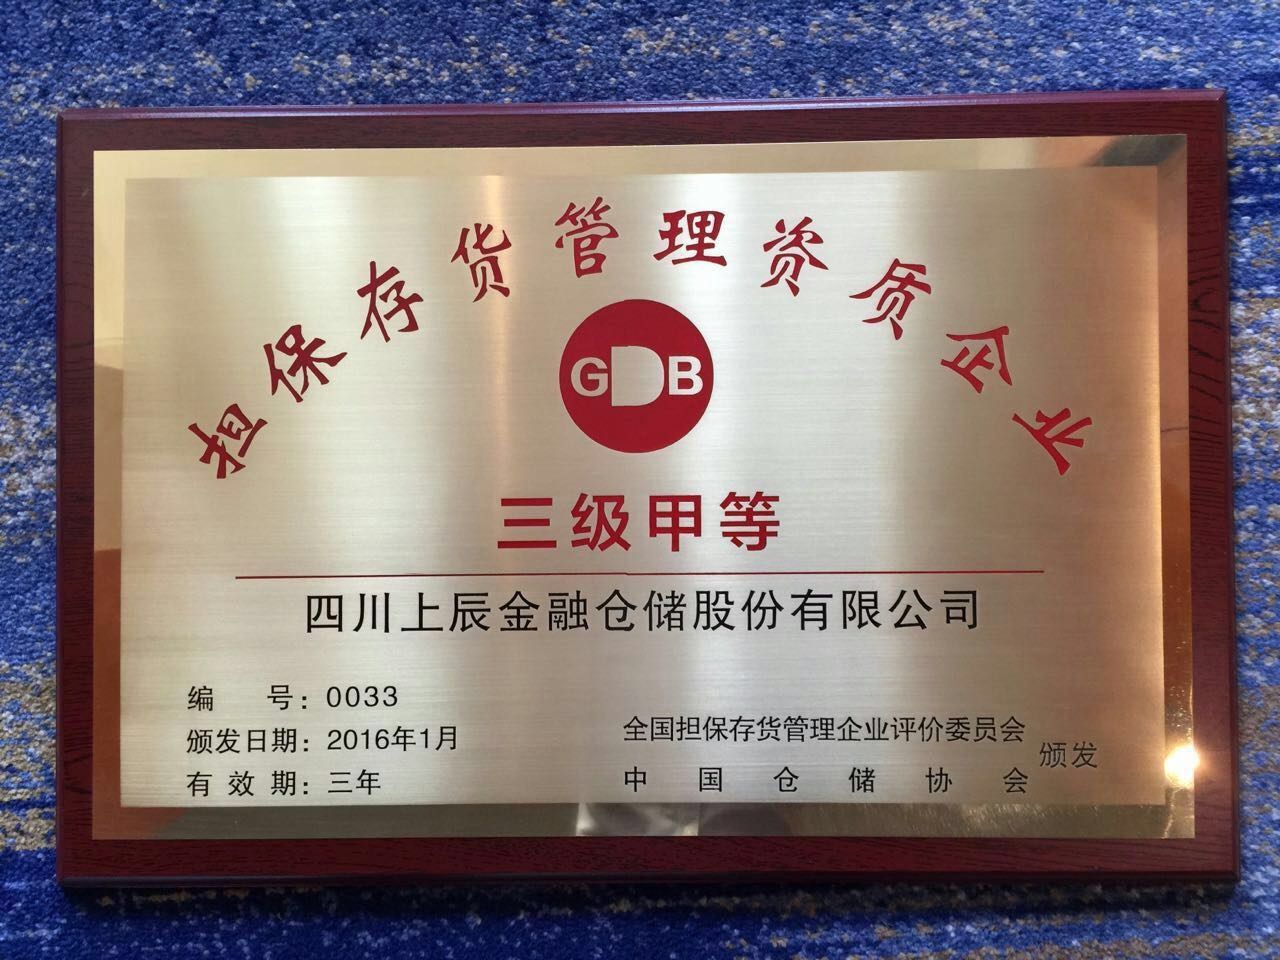 担保存货管理资质企业
GDB
三级甲等
四川上辰金融仓储股份有限公司
编 号：0033
颁发日期：2016年1月
有效期：三年
全国担保存货管理企业评价委员会
中国仓储协会
颁发